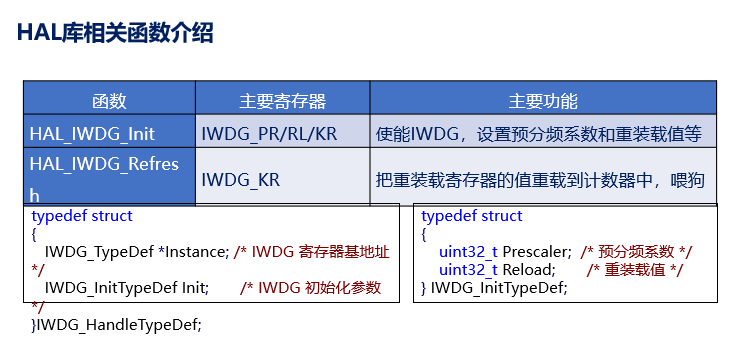 HAL库相关函数介绍
函数 主要寄存器 主要功能
HAL_IWDG_Init IWDG_PR/RL/KR 使能IWDG，设置预分频系数和重装载值等
HAL_IWDG_Refres
h IWDG_KR 把重装载寄存器的值重载到计数器中，喂狗
typedef struct
{
IWDG_TypeDef *Instance; /* IWDG 寄存器基地址
*/
IWDG_InitTypeDef Init; /* IWDG 初始化参数
*/
}IWDG_HandleTypeDef;
typedef struct
{
uint32_t Prescaler; /* 预分频系数 */
uint32_t Reload; /* 重装载值 */
} IWDG_InitTypeDef;